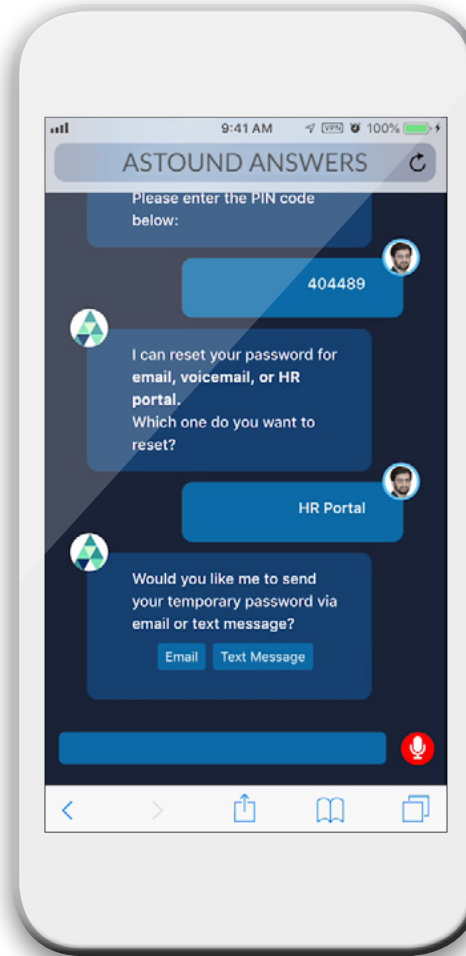 9:41 AM VPN 100%
ASTOUND ANSWERS
Please enter the PIN code
below:
404489
I can reset your password for
email, voicemail, or HR
portal.
Which one do you want to
reset?
HR Portal
Would you like me to send
your temporary password via
email or text message?
Email Text Message